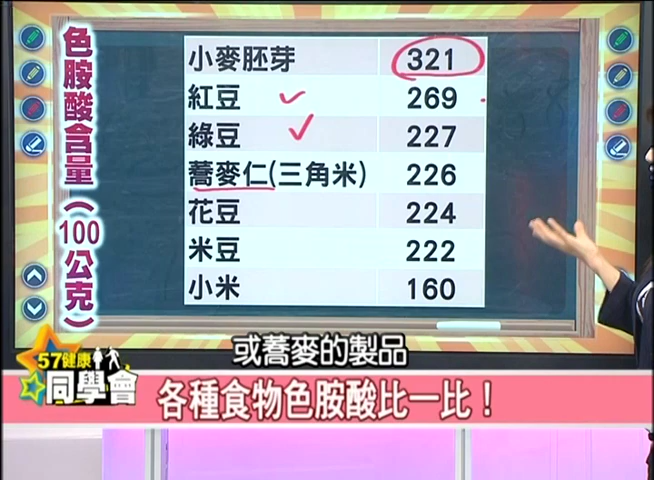 色胺酸含量(100公克)
小麥胚芽 321
紅豆 269
綠豆 227
蕎麥仁(三角米) 226
花豆 224
米豆 222
小米 160
或蕎麥的製品
57健康
同學會
各種食物色胺酸比一比！